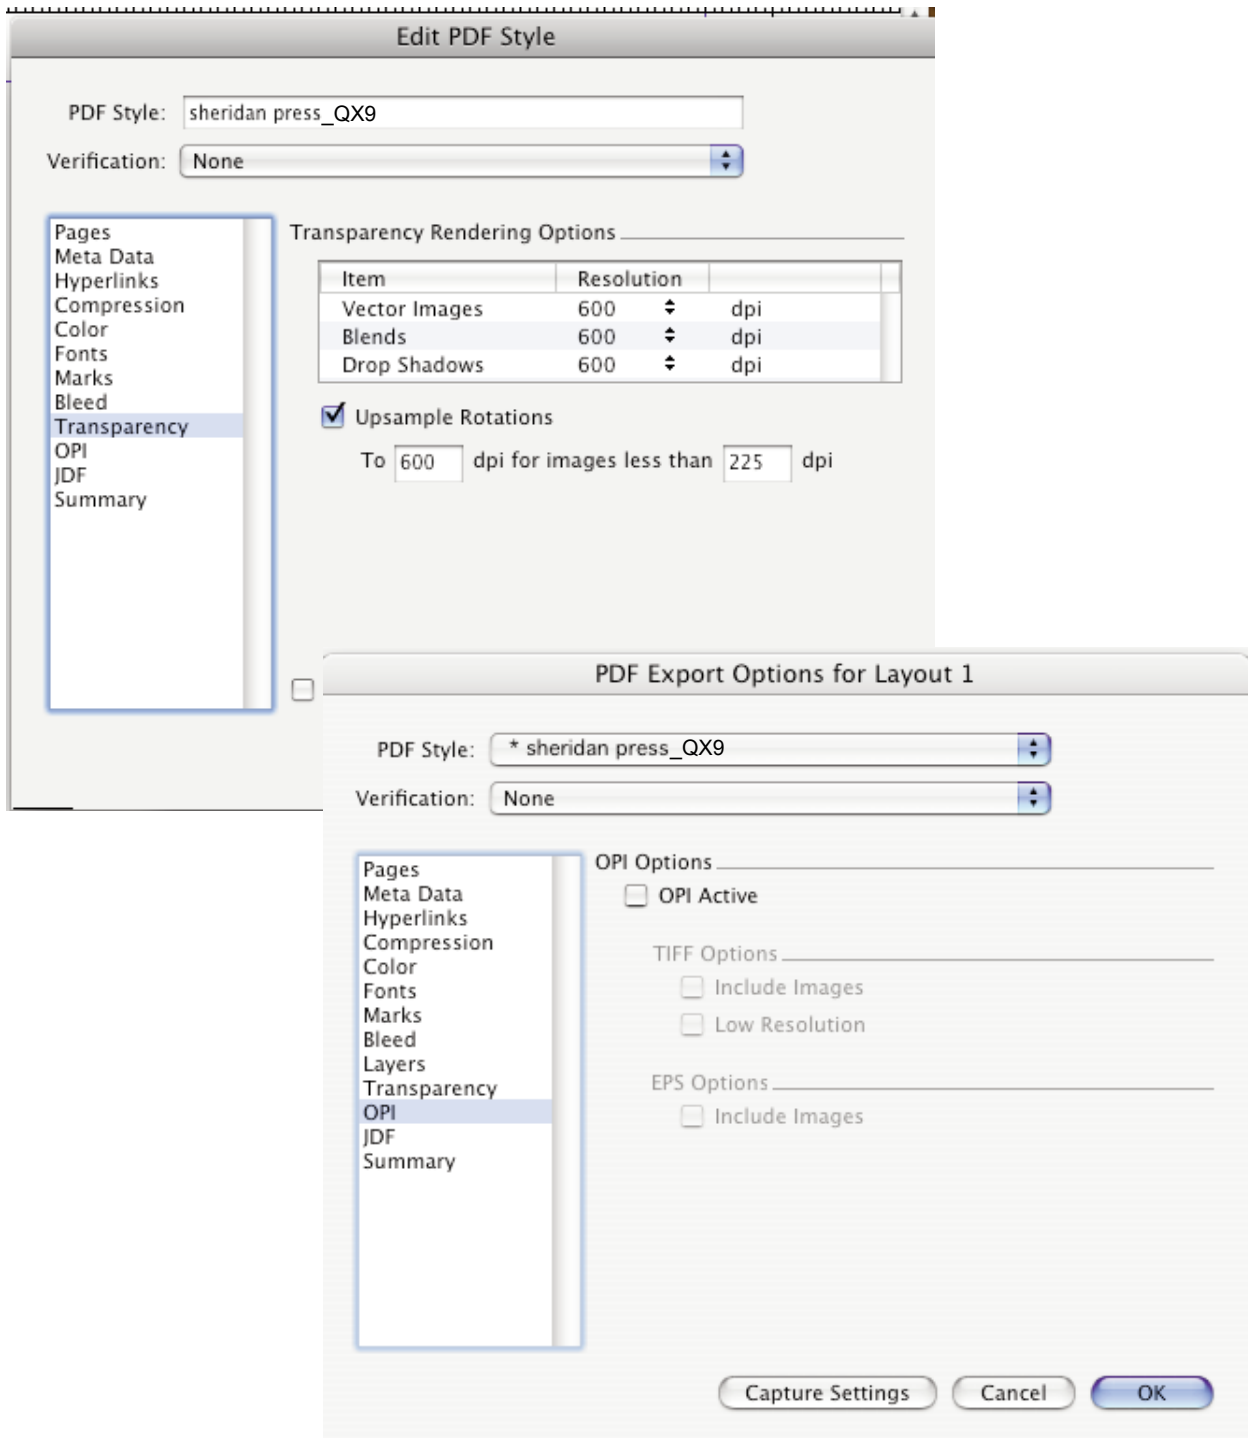 Edit PDF Style
PDF Style: sheridan press_QX9
Verification: None
Pages
Meta Data
Hyperlinks
Compression
Color
Fonts
Marks
Bleed
Transparency
OPI
JDF
Summary
Transparency Rendering Options
Item Resolution
Vector Images 600 dpi
Blends 600 dpi
Drop Shadows 600 dpi
Upsample Rotations
To 600 dpi for images less than 225 dpi
PDF Export Options for Layout 1
PDF Style: * sheridan press_QX9
Verification: None
Pages
Meta Data
Hyperlinks
Compression
Color
Fonts
Marks
Bleed
Layers
Transparency
OPI
JDF
Summary
OPI Options
OPI Active
TIFF Options
Include Images
Low Resolution
EPS Options
Include Images
Capture Settings Cancel OK